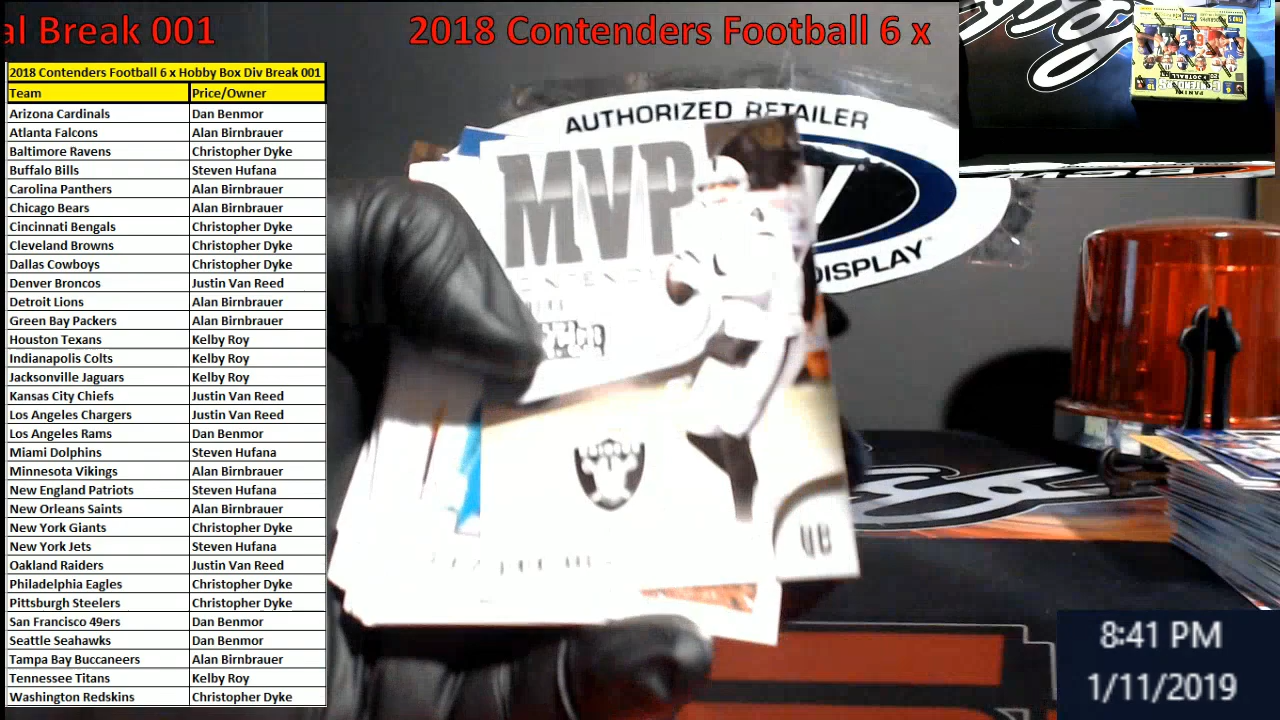 al Break 001
2018 Contenders Football 6 x
2018 Contenders Football 6 x Hobby Box Div Break 001
Team Price/Owner
Arizona Cardinals Dan Benmor
Atlanta Falcons Alan Birnbrauer
Baltimore Ravens Christopher Dyke
Buffalo Bills Steven Hufana
Carolina Panthers Alan Birnbrauer
Chicago Bears Alan Birnbrauer
Cincinnati Bengals Christopher Dyke
Cleveland Browns Christopher Dyke
Dallas Cowboys Christopher Dyke
Denver Broncos Justin Van Reed
Detroit Lions Alan Birnbrauer
Green Bay Packers Alan Birnbrauer
Houston Texans Kelby Roy
Indianapolis Colts Kelby Roy
Jacksonville Jaguars Kelby Roy
Kansas City Chiefs Justin Van Reed
Los Angeles Chargers Justin Van Reed
Los Angeles Rams Dan Benmor
Miami Dolphins Steven Hufana
Minnesota Vikings Alan Birnbrauer
New England Patriots Steven Hufana
New Orleans Saints Alan Birnbrauer
New York Giants Christopher Dyke
New York Jets Steven Hufana
Oakland Raiders Justin Van Reed
Philadelphia Eagles Christopher Dyke
Pittsburgh Steelers Christopher Dyke
San Francisco 49ers Dan Benmor
Seattle Seahawks Dan Benmor
Tampa Bay Buccaneers Alan Birnbrauer
Tennessee Titans Kelby Roy
Washington Redskins Christopher Dyke
AUTHORIZED RETAILER
DISPLAY
MVP
RAIDERS
QB
PANINI
FOOTBALL
8:41 PM
1/11/2019